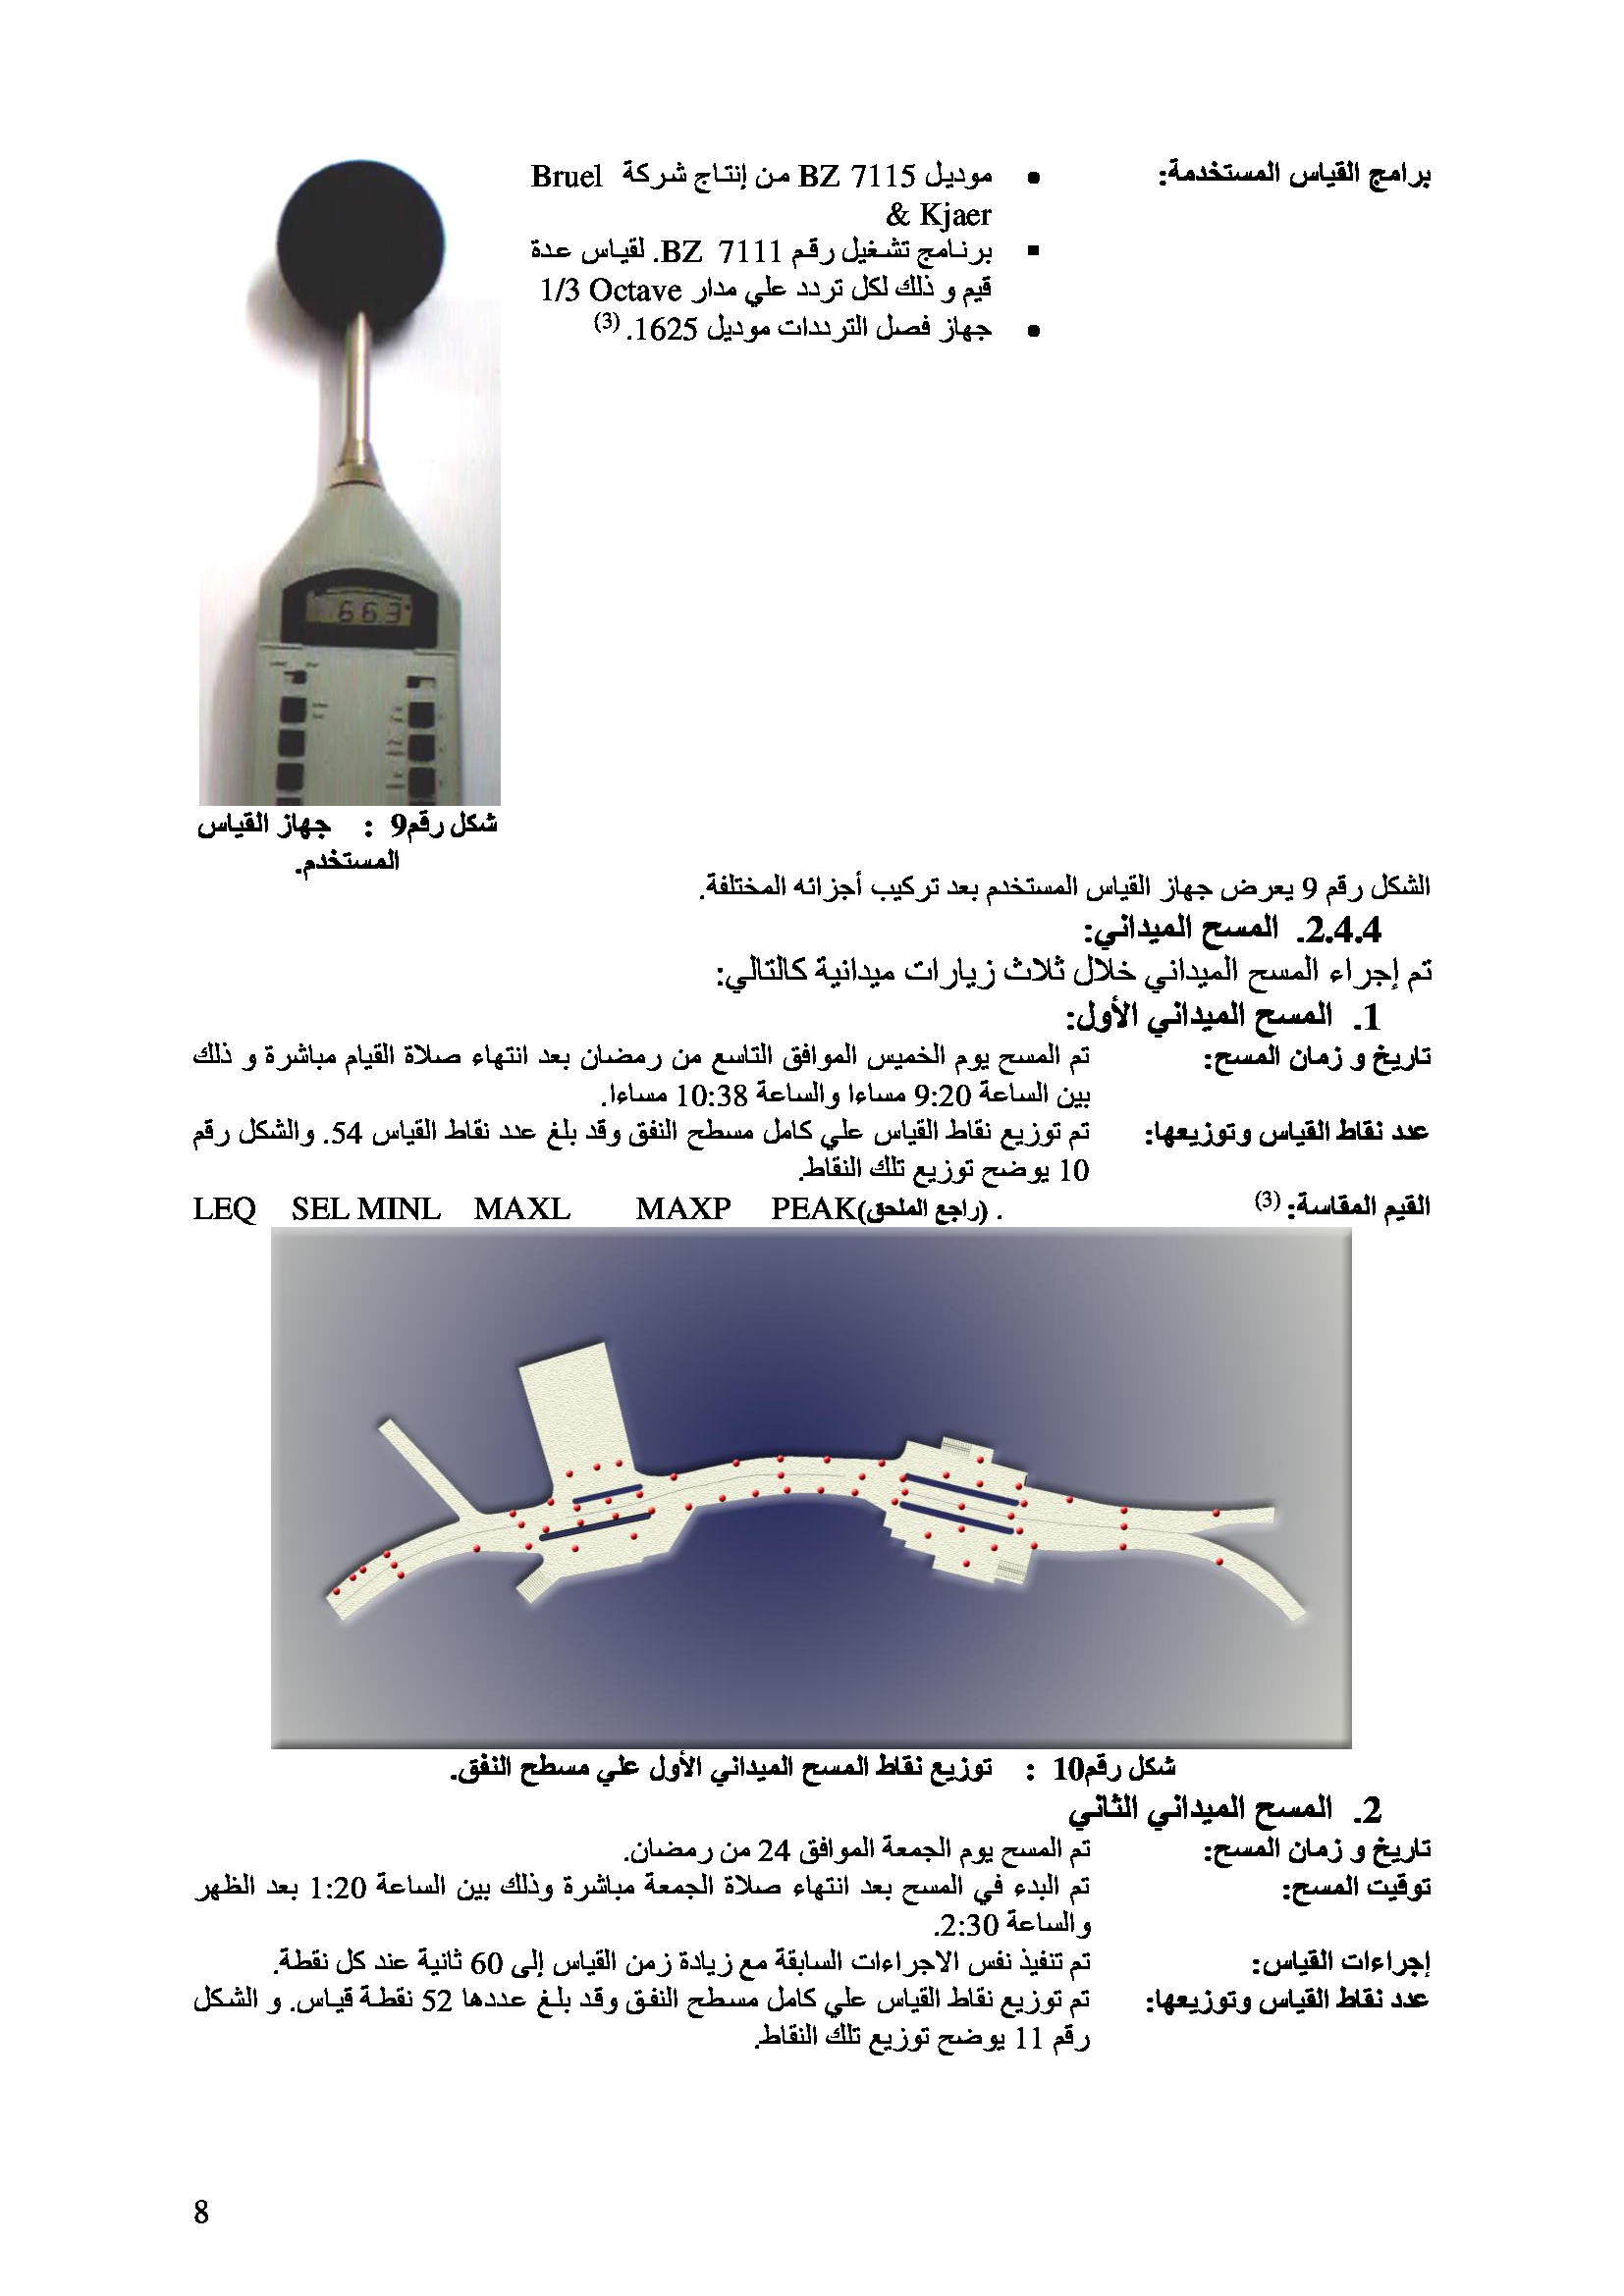 برامج القياس المستخدمة:
• موديل BZ 7115 من إنتاج شركة Bruel
& Kjaer
▪ برنامج تشغيل رقم BZ 7111. لقياس عدة
قيم و ذلك لكل تردد علي مدار 1/3 Octave
• جهاز فصل الترددات موديل 1625. (3)
66.3
شكل رقم9 : جهاز القياس
المستخدم.
الشكل رقم 9 يعرض جهاز القياس المستخدم بعد تركيب أجزائه المختلفة.
2.4.4. المسح الميداني:
تم إجراء المسح الميداني خلال ثلاث زيارات ميدانية كالتالي:
1. المسح الميداني الأول:
تاريخ و زمان المسح: تم المسح يوم الخميس الموافق التاسع من رمضان بعد انتهاء صلاة القيام مباشرة و ذلك
بين الساعة 9:20 مساءا والساعة 10:38 مساءا.
عدد نقاط القياس وتوزيعها: تم توزيع نقاط القياس علي كامل مسطح النفق وقد بلغ عدد نقاط القياس 54. والشكل رقم
10 يوضح توزيع تلك النقاط.
القيم المقاسة: (3) LEQ SEL MINL MAXL MAXP PEAK(راجع الملحق) .
شكل رقم10 : توزيع نقاط المسح الميداني الأول علي مسطح النفق.
2. المسح الميداني الثاني
تاريخ و زمان المسح: تم المسح يوم الجمعة الموافق 24 من رمضان.
توقيت المسح: تم البدء في المسح بعد انتهاء صلاة الجمعة مباشرة وذلك بين الساعة 1:20 بعد الظهر
والساعة 2:30.
إجراءات القياس: تم تنفيذ نفس الاجراءات السابقة مع زيادة زمن القياس إلى 60 ثانية عند كل نقطة.
عدد نقاط القياس وتوزيعها: تم توزيع نقاط القياس علي كامل مسطح النفق وقد بلغ عددها 52 نقطة قياس. و الشكل
رقم 11 يوضح توزيع تلك النقاط.
8